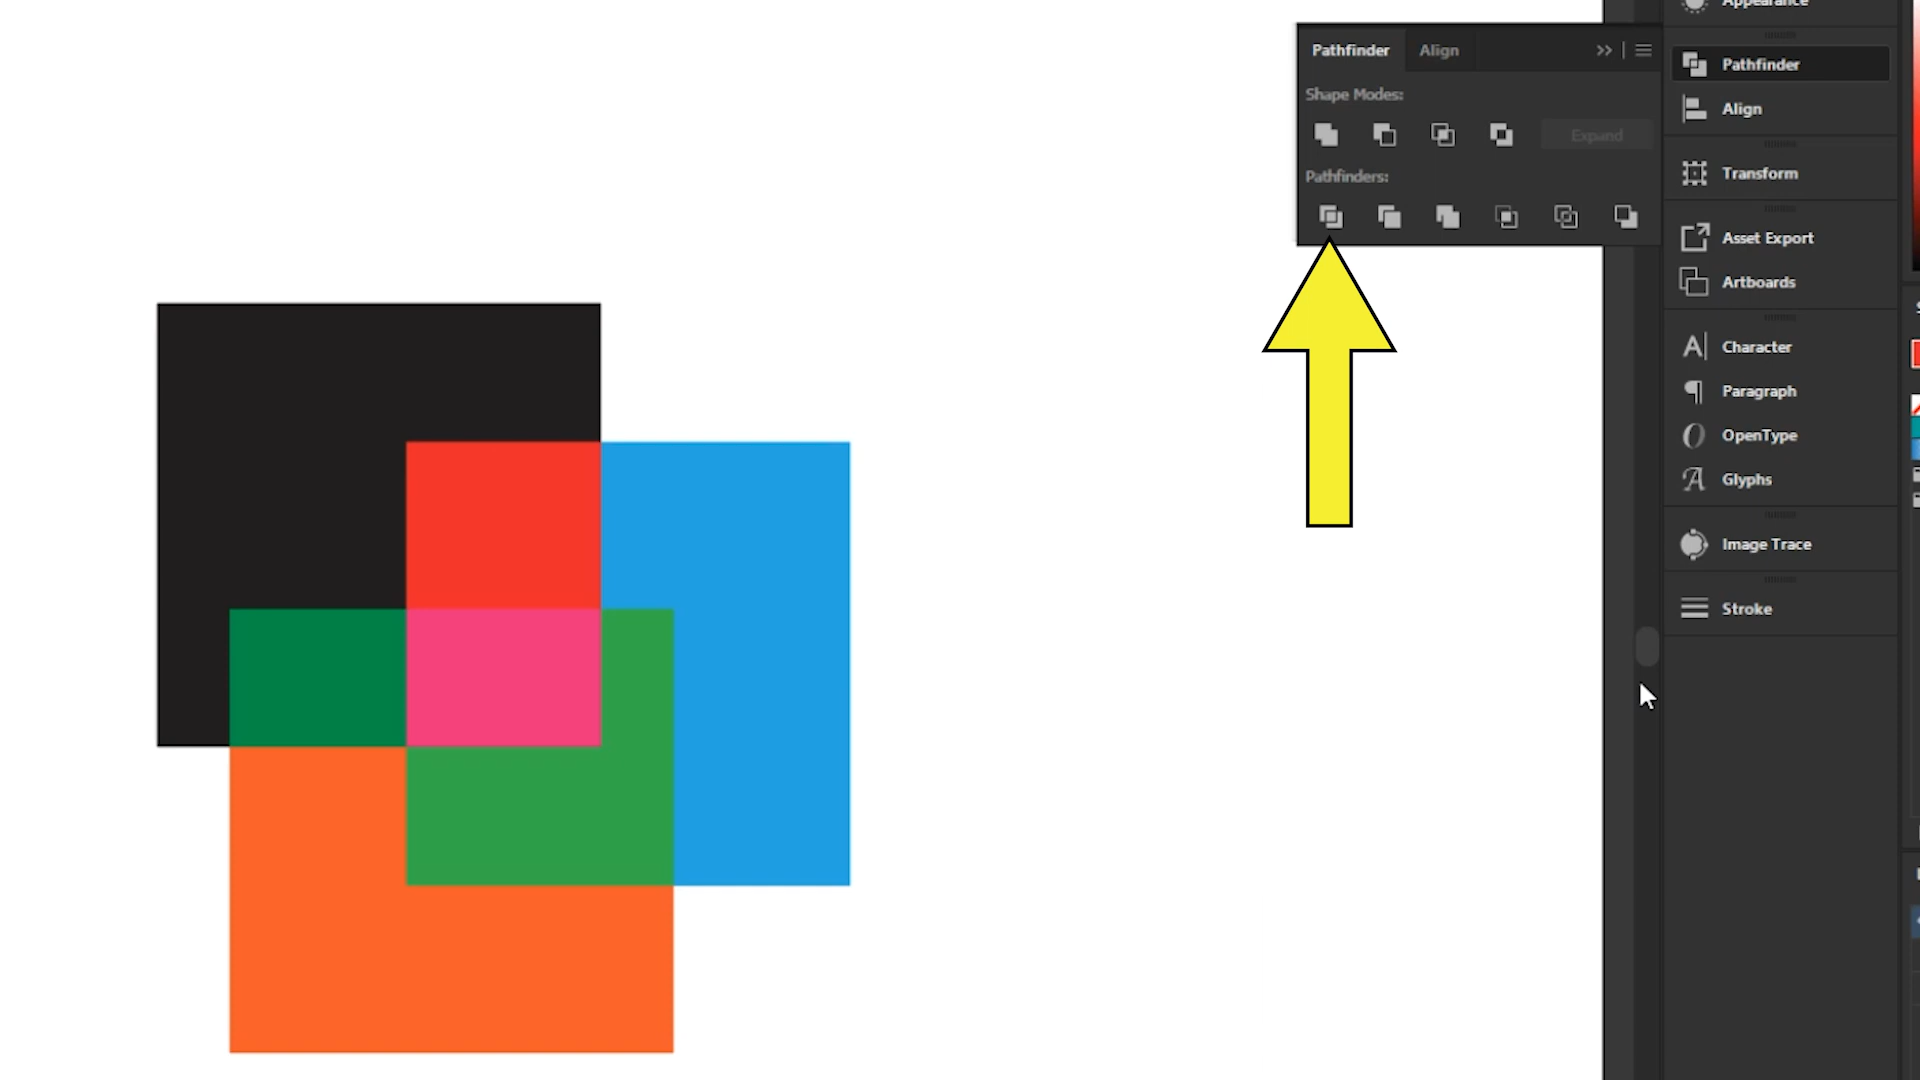 Appearance
Pathfinder Align
Shape Modes:
Expand
Pathfinders:
Pathfinder
Align
Transform
Asset Export
Artboards
Character
Paragraph
OpenType
Glyphs
Image Trace
Stroke